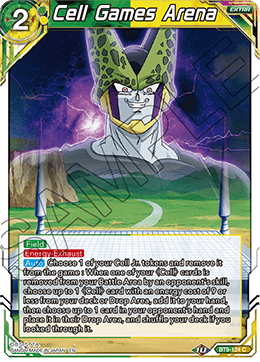 2
Cell Games Arena
EXTRA
Field
Energy-Exhaust
Auto Choose 1 of your Cell Jr. tokens and remove it
from the game : When one of your 《Cell》 cards is
removed from your Battle Area by an opponent's skill,
choose up to 1 《Cell》 card with an energy cost of 9 or
less from your deck or Drop Area, add it to your hand,
then choose up to 1 card in your opponent's hand and
place it in their Drop Area, and shuffle your deck if you
looked through it.
MADE IN JAPAN
BT9-124 C